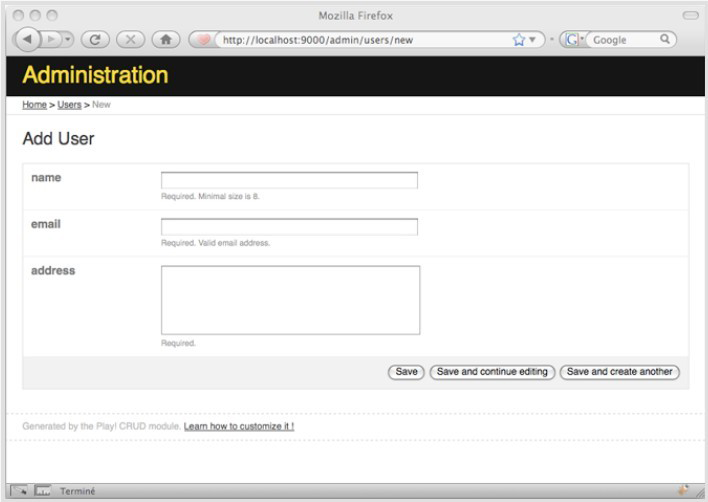 Mozilla Firefox
http://localhost:9000/admin/users/new
Google
Administration
Home > Users > New
Add User
name
Required. Minimal size is 8.
email
Required. Valid email address.
address
Required.
Save Save and continue editing Save and create another
Generated by the Play! CRUD module. Learn how to customize it !
Terminé